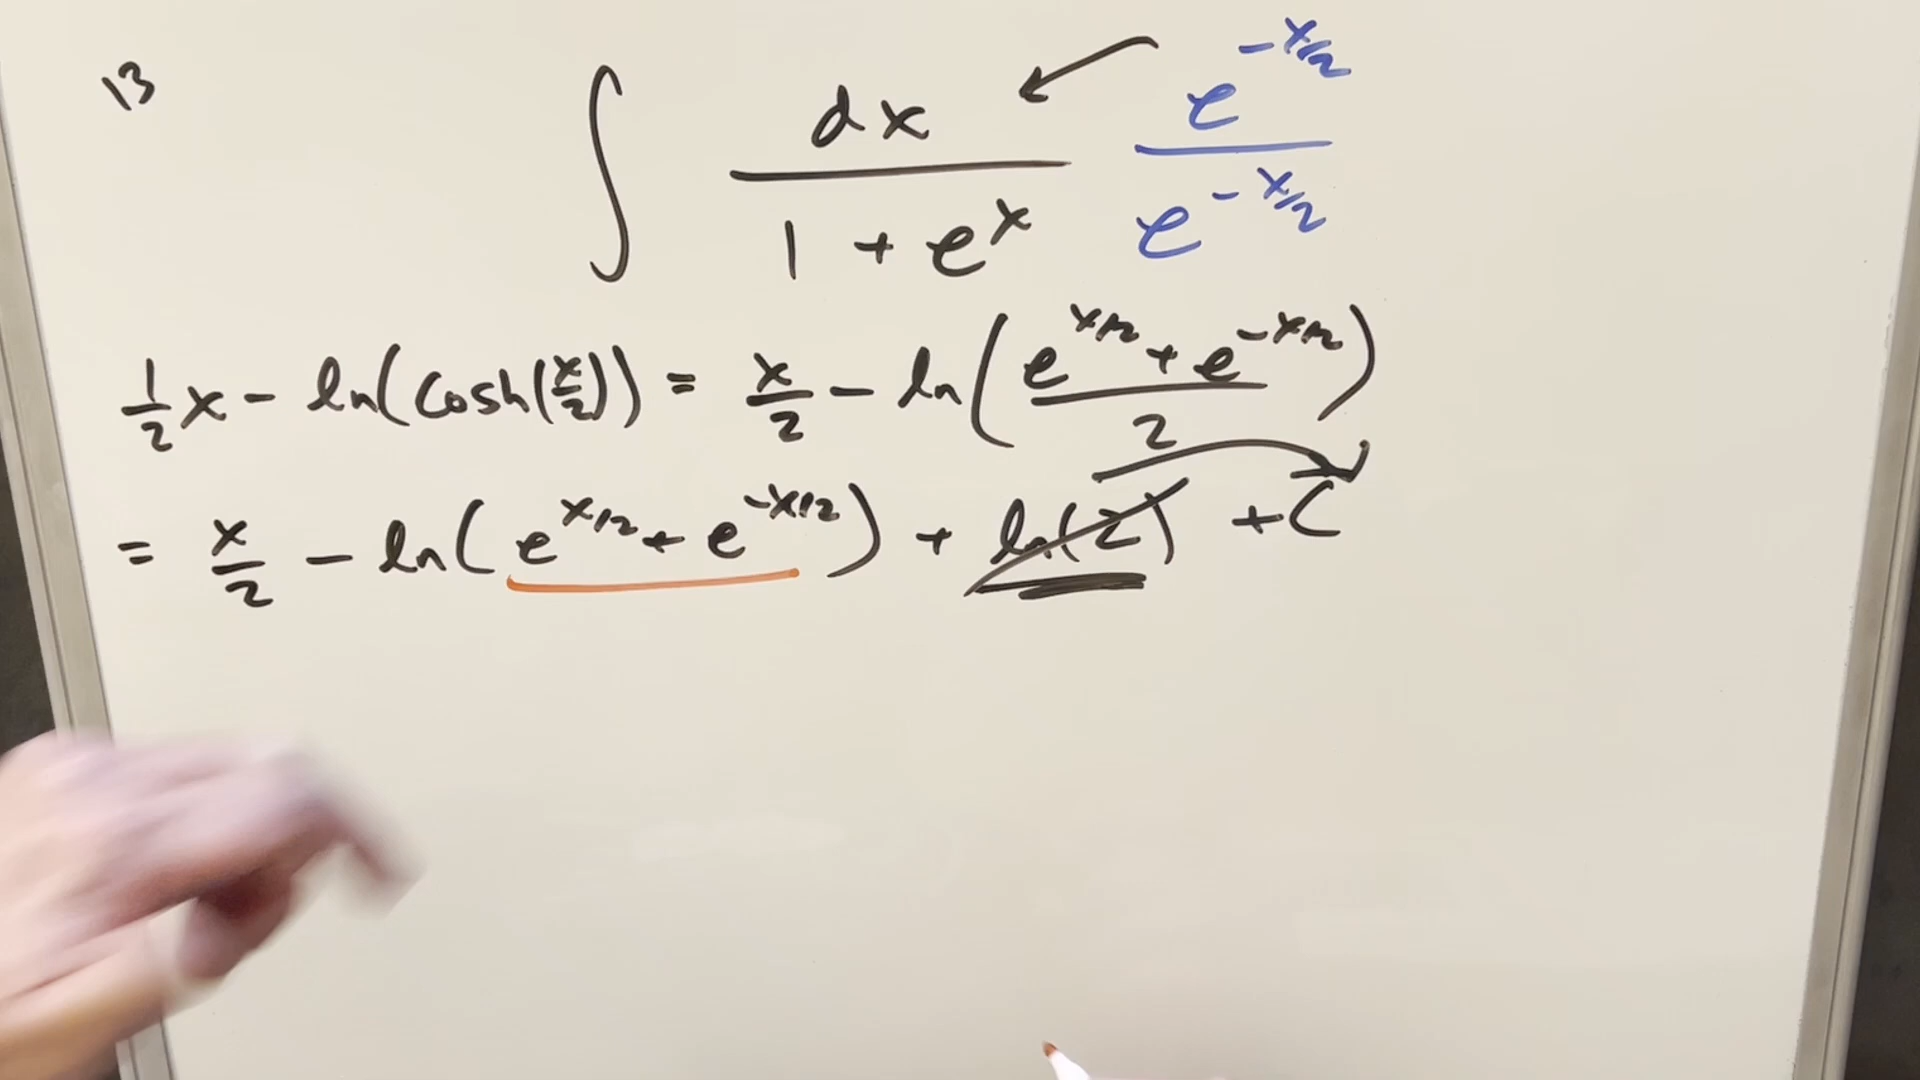 13
∫ dx / (1 + e^x) e^(-x/2) / e^(-x/2)
1/2 x - ln(cosh(x/2)) = x/2 - ln((e^(x/2) + e^(-x/2)) / 2)
= x/2 - ln(e^(x/2) + e^(-x/2)) + ln(2) + C